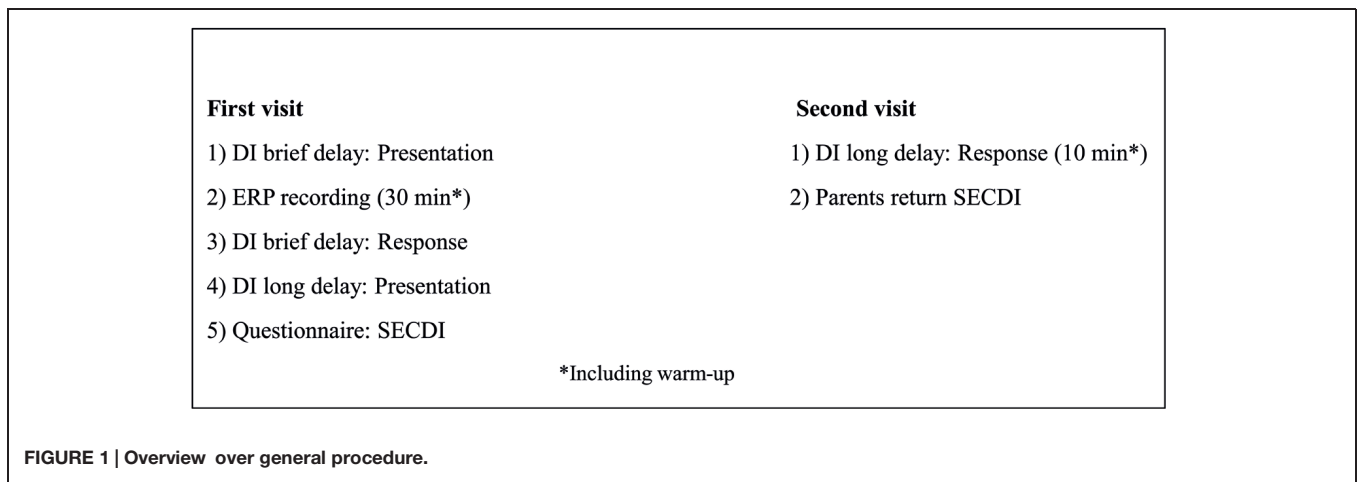 First visit
1) DI brief delay: Presentation
2) ERP recording (30 min*)
3) DI brief delay: Response
4) DI long delay: Presentation
5) Questionnaire: SECDI
Second visit
1) DI long delay: Response (10 min*)
2) Parents return SECDI
*Including warm-up
FIGURE 1 | Overview over general procedure.